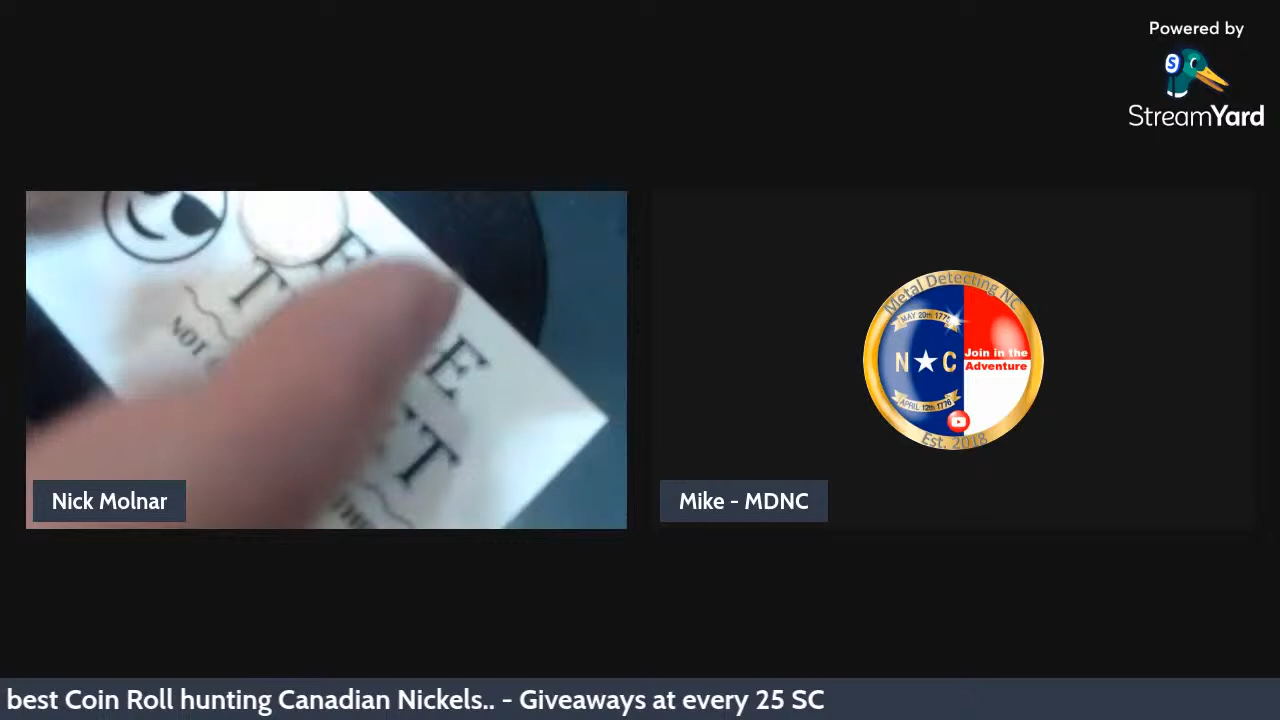 Powered by
S
StreamYard
NOT
Nick Molnar
Metal Detecting NC
MAY 20th 1775
N ★ C
Join in the
Adventure
APRIL 12th 1776
Est. 2018
Mike - MDNC
best Coin Roll hunting Canadian Nickels.. - Giveaways at every 25 SC